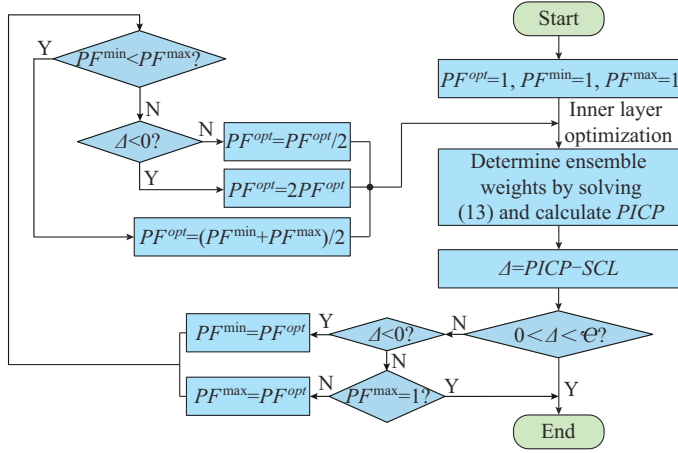 Start
PF^opt=1, PF^min=1, PF^max=1
Inner layer
optimization
Determine ensemble
weights by solving
(13) and calculate PICP
Δ=PICP−SCL
0<Δ<℮?
N
Y
End
Δ<0?
Y
N
PF^max=1?
Y
N
PF^min=PF^opt
PF^max=PF^opt
PF^min<PF^max?
Y
N
Δ<0?
N
Y
PF^opt=PF^opt/2
PF^opt=2PF^opt
PF^opt=(PF^min+PF^max)/2